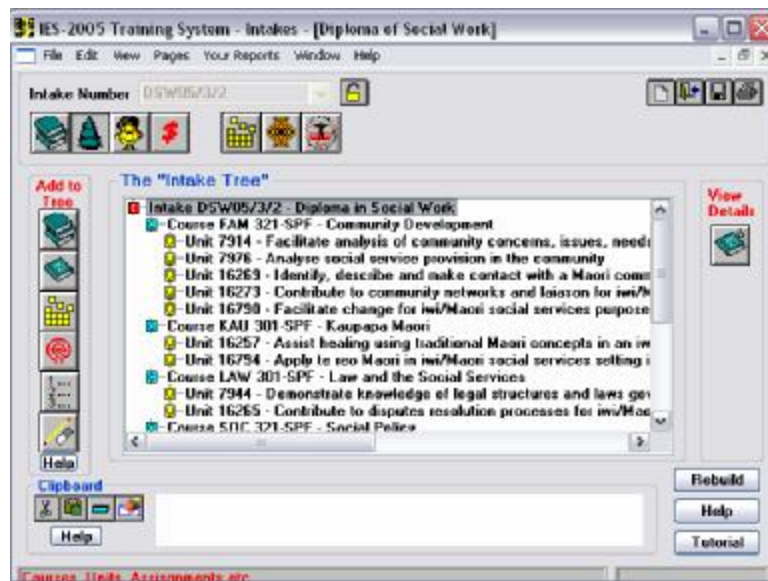 IES-2005 Training System - Intakes - [Diploma of Social Work]
File Edit View Pages Your Reports Window Help
Intake Number DSW05/3/2
Add to Tree
The "Intake Tree"
View Details
Intake DSW05/3/2 - Diploma in Social Work
Course FAM 321-SPF - Community Development
Unit 7914 - Facilitate analysis of community concerns, issues, needs
Unit 7976 - Analyse social service provision in the community
Unit 16269 - Identify, describe and make contact with a Maori comm
Unit 16273 - Contribute to community networks and liaison for iwi/M
Unit 16790 - Facilitate change for iwi/Maori social services purpose
Course KAU 301-SPF - Kaupapa Maori
Unit 16257 - Assist healing using traditional Maori concepts in an iw
Unit 16794 - Apply te reo Maori in iwi/Maori social services setting i
Course LAW 301-SPF - Law and the Social Services
Unit 7944 - Demonstrate knowledge of legal structures and laws gov
Unit 16265 - Contribute to disputes resolution processes for iwi/Mao
Course SOC 321-SPF - Social Policy
Help
Clipboard
Help
Rebuild
Help
Tutorial
Courses, Units, Assignments etc